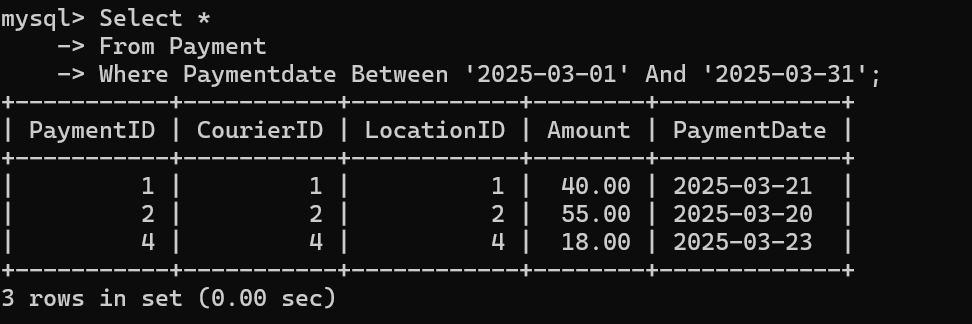 mysql> Select *
    -> From Payment
    -> Where Paymentdate Between '2025-03-01' And '2025-03-31';
+-----------+-----------+------------+--------+-------------+
| PaymentID | CourierID | LocationID | Amount | PaymentDate |
+-----------+-----------+------------+--------+-------------+
|         1 |         1 |          1 |  40.00 | 2025-03-21  |
|         2 |         2 |          2 |  55.00 | 2025-03-20  |
|         4 |         4 |          4 |  18.00 | 2025-03-23  |
+-----------+-----------+------------+--------+-------------+
3 rows in set (0.00 sec)